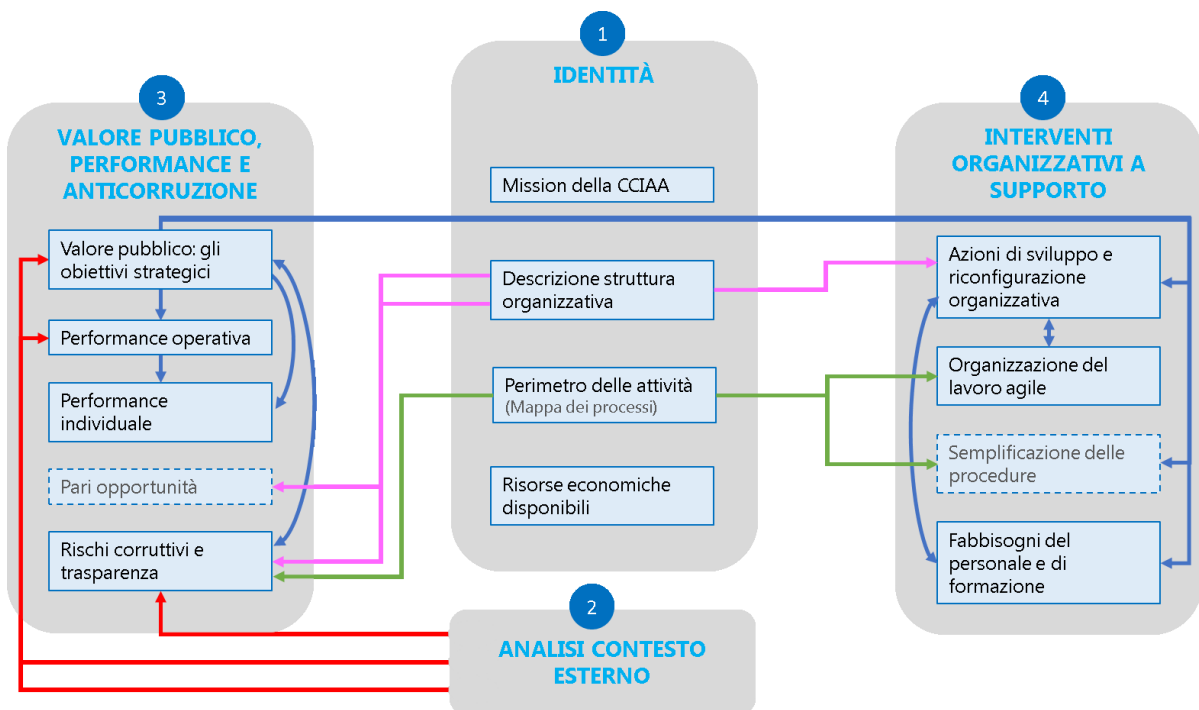 1
IDENTITÀ
Mission della CCIAA
Descrizione struttura
organizzativa
Perimetro delle attività
(Mappa dei processi)
Risorse economiche
disponibili
2
ANALISI CONTESTO
ESTERNO
3
VALORE PUBBLICO,
PERFORMANCE E
ANTICORRUZIONE
Valore pubblico: gli
obiettivi strategici
Performance operativa
Performance
individuale
Pari opportunità
Rischi corruttivi e
trasparenza
4
INTERVENTI
ORGANIZZATIVI A
SUPPORTO
Azioni di sviluppo e
riconfigurazione
organizzativa
Organizzazione del
lavoro agile
Semplificazione delle
procedure
Fabbisogni del
personale e di
formazione